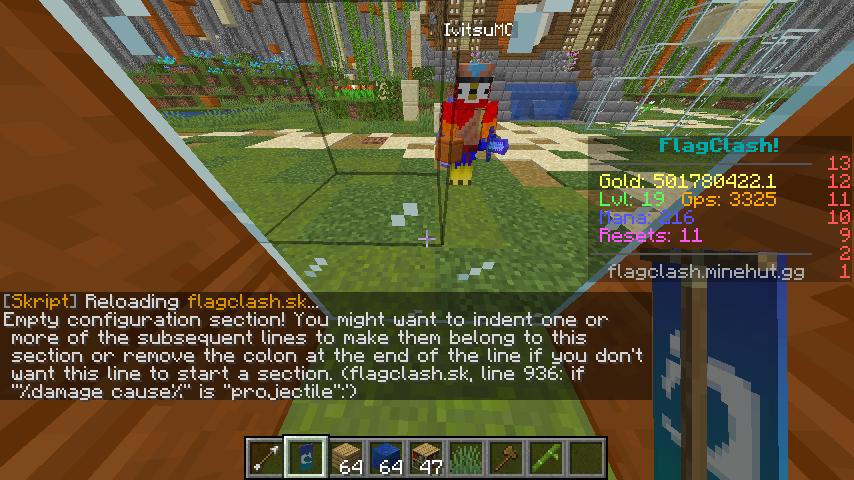 IvitsuMC
FlagClash!
13
Gold: 501780422.1 12
Lvl: 19 Gps: 3325 11
Mana: 216 10
Resets: 11 9
2
flagclash.minehut.gg 1
[Skript] Reloading flagclash.sk...
Empty configuration section! You might want to indent one or
more of the subsequent lines to make them belong to this
section or remove the colon at the end of the line if you don't
want this line to start a section. (flagclash.sk, line 936: if
"%damage cause%" is "projectile":')
64 64 47